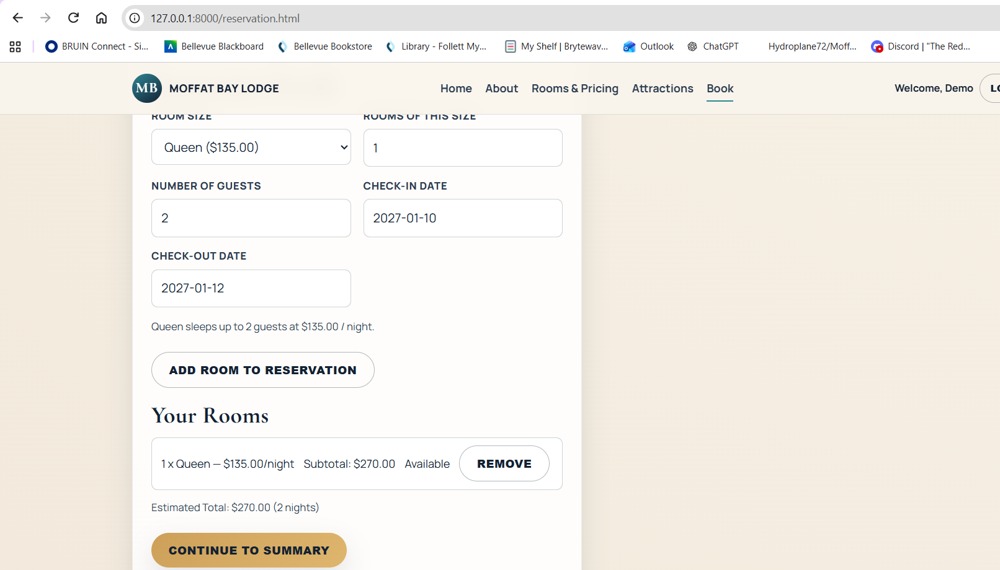 127.0.0.1:8000/reservation.html
BRUIN Connect - Si... Bellevue Blackboard Bellevue Bookstore Library - Follett My... My Shelf | Brytewav... Outlook ChatGPT Hydroplane72/Moff... Discord | "The Red...
MB MOFFAT BAY LODGE Home About Rooms & Pricing Attractions Book Welcome, Demo LO
ROOM SIZE ROOMS OF THIS SIZE
Queen ($135.00) 1
NUMBER OF GUESTS CHECK-IN DATE
2 2027-01-10
CHECK-OUT DATE
2027-01-12
Queen sleeps up to 2 guests at $135.00 / night.
ADD ROOM TO RESERVATION
Your Rooms
1 x Queen — $135.00/night Subtotal: $270.00 Available REMOVE
Estimated Total: $270.00 (2 nights)
CONTINUE TO SUMMARY